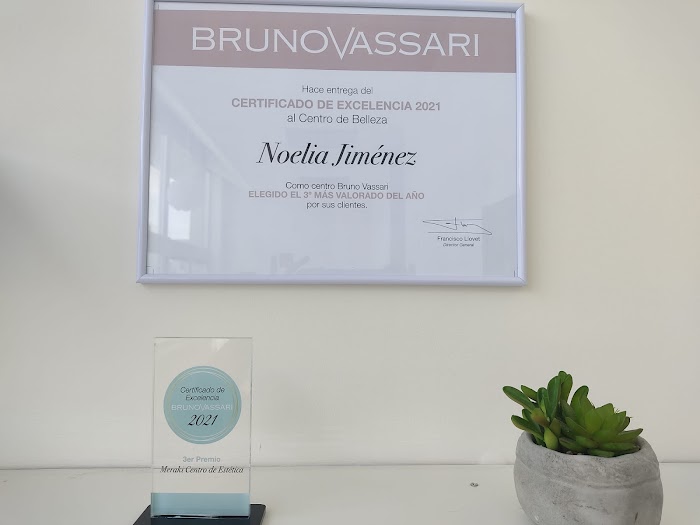 BRUNOVASSARI
Hace entrega del
CERTIFICADO DE EXCELENCIA 2021
al Centro de Belleza
Noelia Jiménez
Como centro Bruno Vassari
ELEGIDO EL 3º MÁS VALORADO DEL AÑO
por sus clientes.
Francisco Llovet
Director General
Certificado de
Excelencia
BRUNOVASSARI
2021
3er Premio
Meraki Centro de Estética